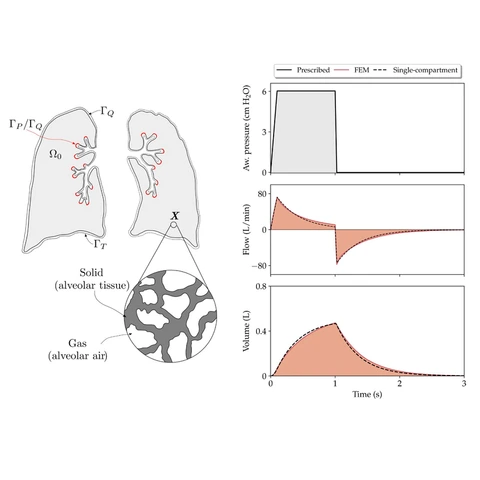 Prescribed FEM Single-compartment
Γ_Q
Γ_P/Γ_Q
Ω_0
X
Γ_T
Solid
(alveolar tissue)
Gas
(alveolar air)
Aw. pressure (cm H₂O)
6
3
0
Flow (L/min)
80
0
−80
Volume (L)
0.8
0.4
0
0 1 2 3
Time (s)